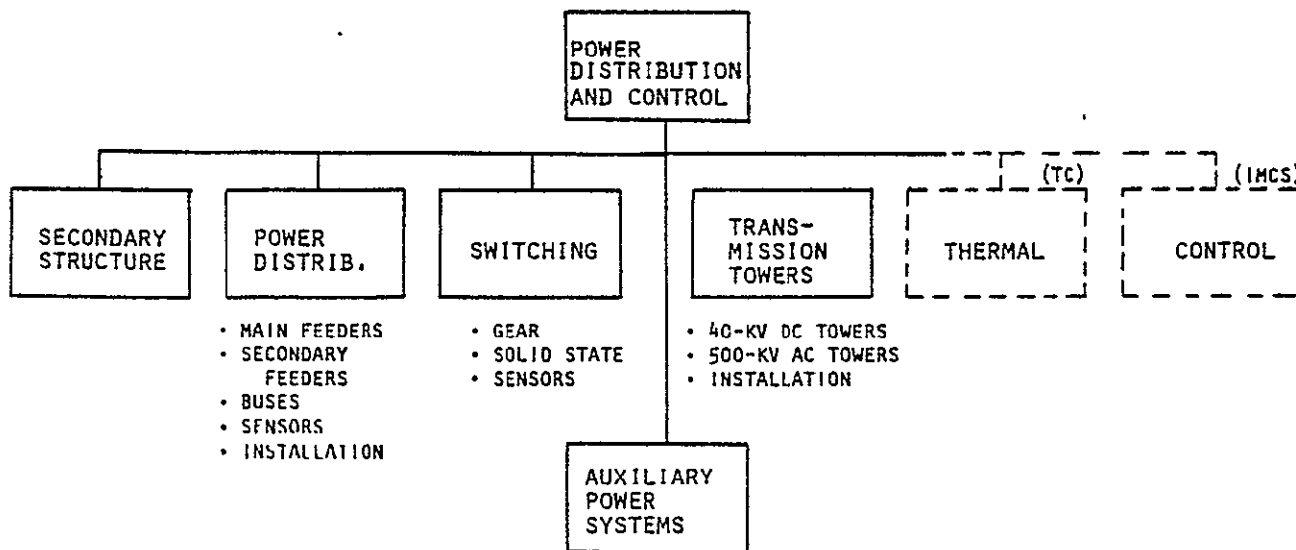 POWER
DISTRIBUTION
AND CONTROL
(TC)
(IMCS)
SECONDARY
STRUCTURE
POWER
DISTRIB.
SWITCHING
TRANS-
MISSION
TOWERS
THERMAL
CONTROL
• MAIN FEEDERS
• SECONDARY
FEEDERS
• BUSES
• SENSORS
• INSTALLATION
• GEAR
• SOLID STATE
• SENSORS
• 40-KV DC TOWERS
• 500-KV AC TOWERS
• INSTALLATION
AUXILIARY
POWER
SYSTEMS